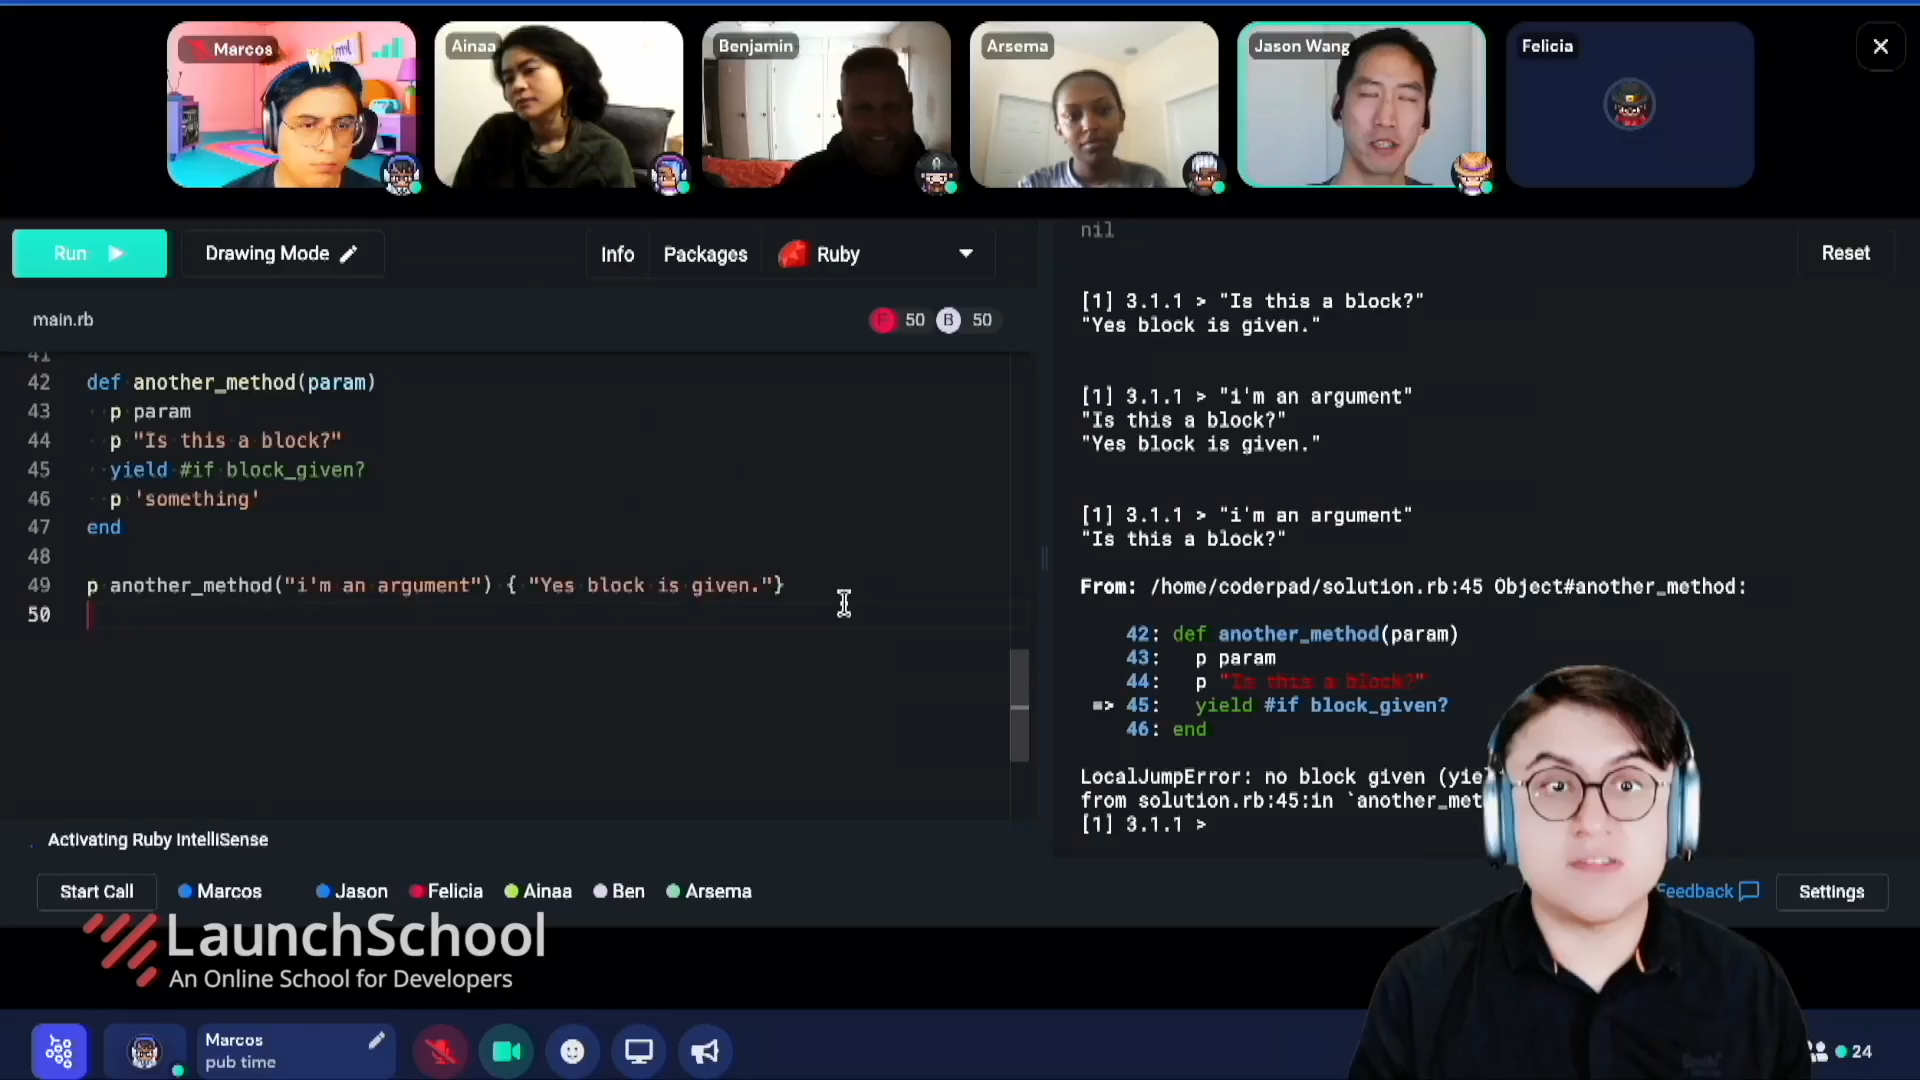 Marcos
Ainaa
Benjamin
Arsema
Jason Wang
Felicia
Run
Drawing Mode
Info
Packages
Ruby
main.rb
F 50 B 50
41
42 def another_method(param)
43 p param
44 p "Is this a block?"
45 yield #if block_given?
46 p 'something'
47 end
48
49 p another_method("i'm an argument") { "Yes block is given."}
50
nil
Reset
[1] 3.1.1 > "Is this a block?"
"Yes block is given."
[1] 3.1.1 > "i'm an argument"
"Is this a block?"
"Yes block is given."
[1] 3.1.1 > "i'm an argument"
"Is this a block?"
From: /home/coderpad/solution.rb:45 Object#another_method:
42: def another_method(param)
43: p param
44: p "Is this a block?"
=> 45: yield #if block_given?
46: end
LocalJumpError: no block given (yie
from solution.rb:45:in `another_met
[1] 3.1.1 >
Activating Ruby IntelliSense
Start Call
Marcos
Jason
Felicia
Ainaa
Ben
Arsema
Feedback
Settings
LaunchSchool
An Online School for Developers
Marcos
pub time
24